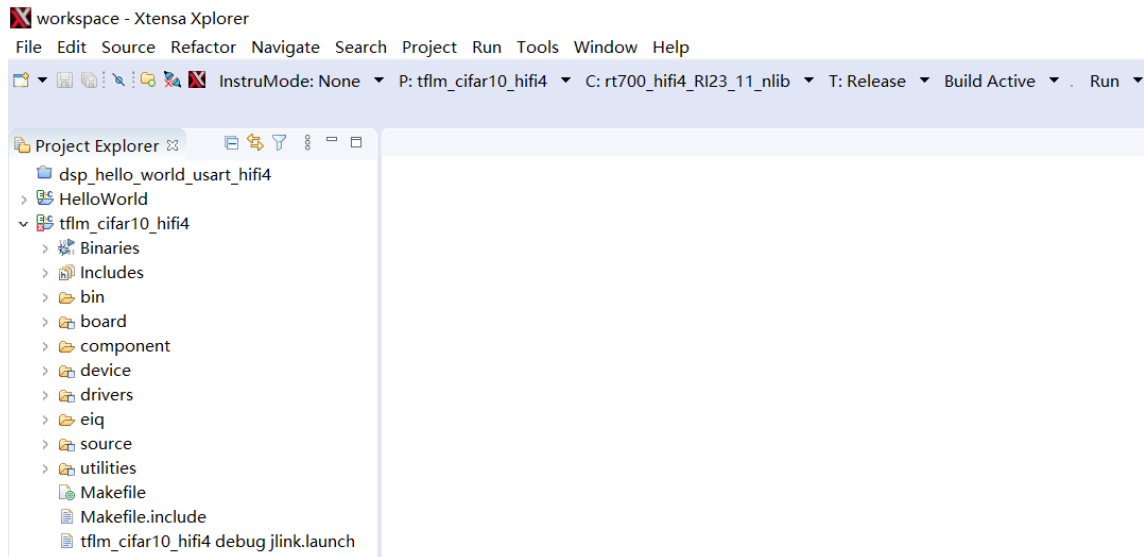 workspace - Xtensa Xplorer
File Edit Source Refactor Navigate Search Project Run Tools Window Help
InstruMode: None P: tflm_cifar10_hifi4 C: rt700_hifi4_RI23_11_nlib T: Release Build Active . Run
Project Explorer
dsp_hello_world_usart_hifi4
HelloWorld
tflm_cifar10_hifi4
Binaries
Includes
bin
board
component
device
drivers
eiq
source
utilities
Makefile
Makefile.include
tflm_cifar10_hifi4 debug jlink.launch